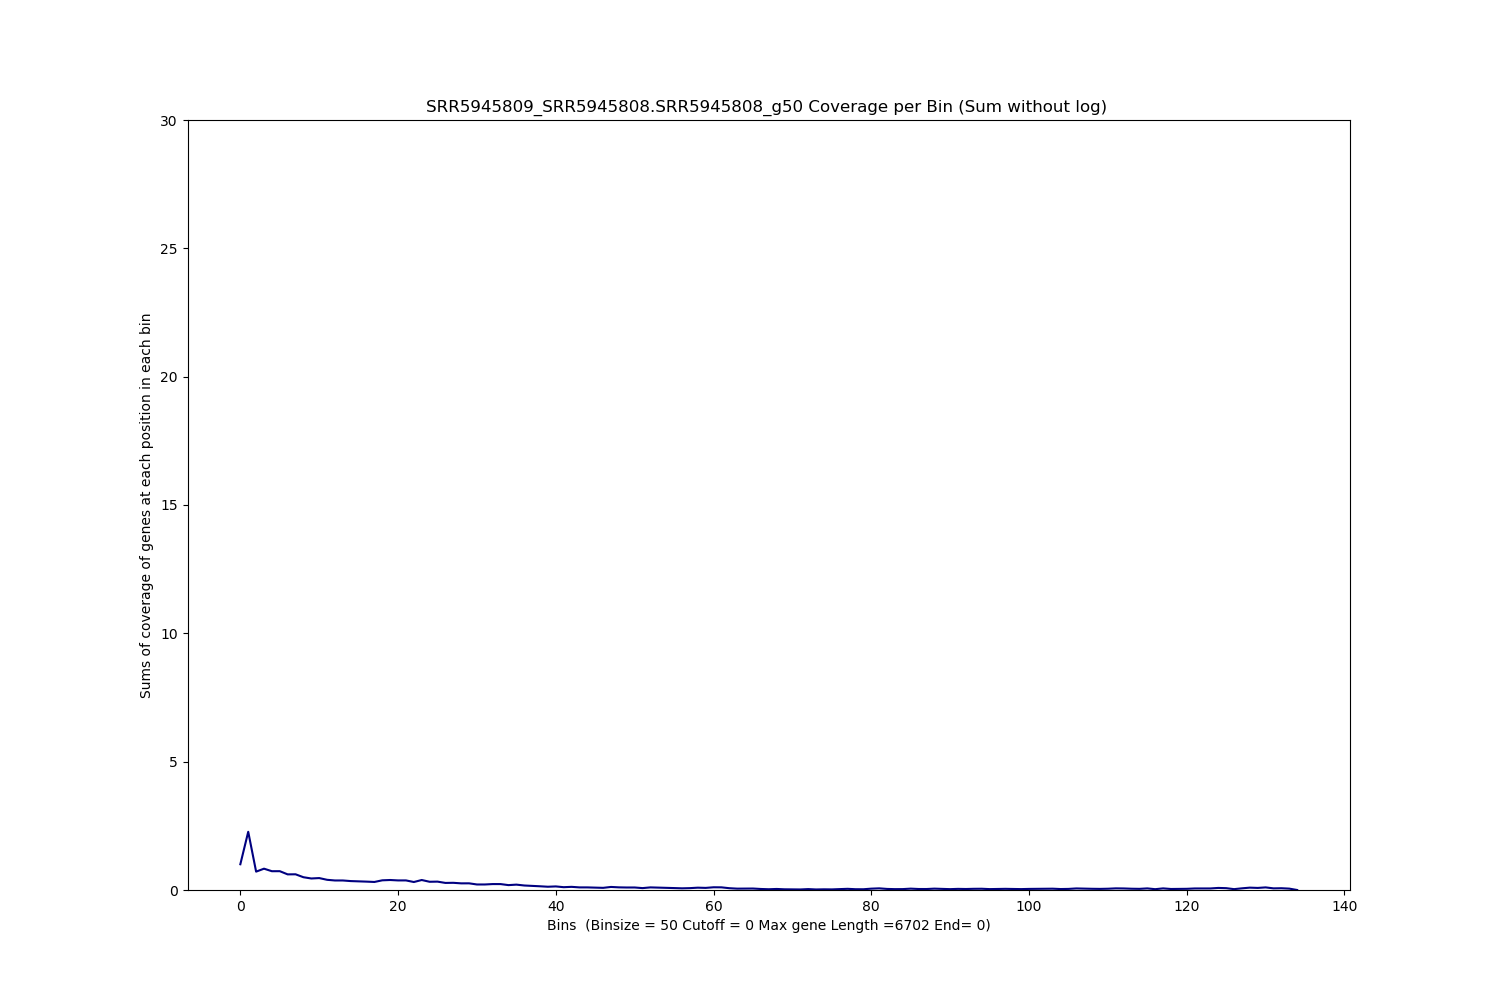 SRR5945809_SRR5945808.SRR5945808_g50 Coverage per Bin (Sum without log)
30
25
20
15
10
5
0
Sums of coverage of genes at each position in each bin
0 20 40 60 80 100 120 140
Bins  (Binsize = 50 Cutoff = 0 Max gene Length =6702 End= 0)